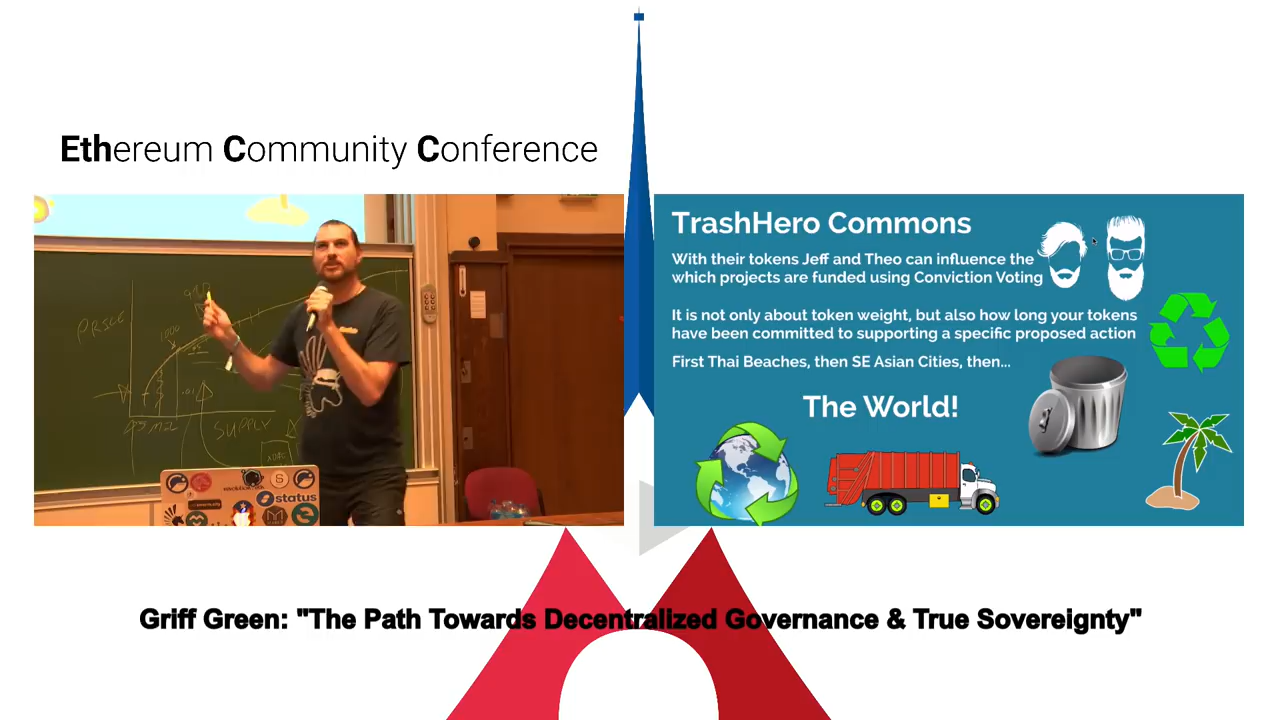 Ethereum Community Conference
PRICE
1000
.01
SUPPLY
status
TrashHero Commons
With their tokens Jeff and Theo can influence the
which projects are funded using Conviction Voting
It is not only about token weight, but also how long your tokens
have been committed to supporting a specific proposed action
First Thai Beaches, then SE Asian Cities, then...
The World!
Griff Green: "The Path Towards Decentralized Governance & True Sovereignty"